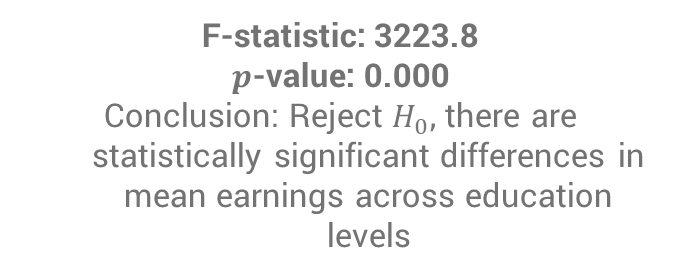 F-statistic: 3223.8
p-value: 0.000
Conclusion: Reject H₀, there are
statistically significant differences in
mean earnings across education
levels